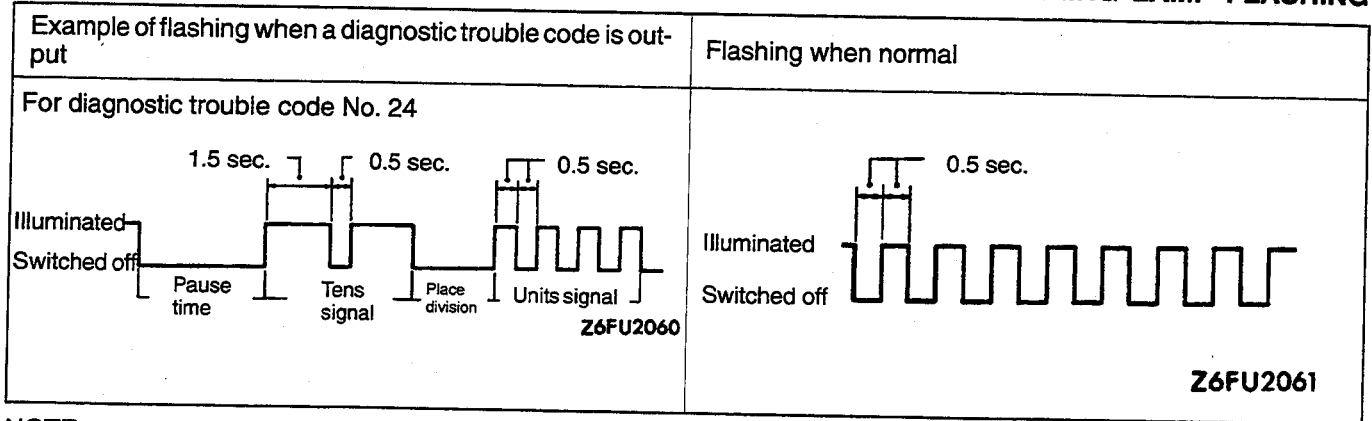 Example of flashing when a diagnostic trouble code is out-
put
Flashing when normal
For diagnostic trouble code No. 24
1.5 sec.
0.5 sec.
0.5 sec.
Illuminated
Switched off
Pause
time
Tens
signal
Place
division
Units signal
Z6FU2060
0.5 sec.
Illuminated
Switched off
Z6FU2061